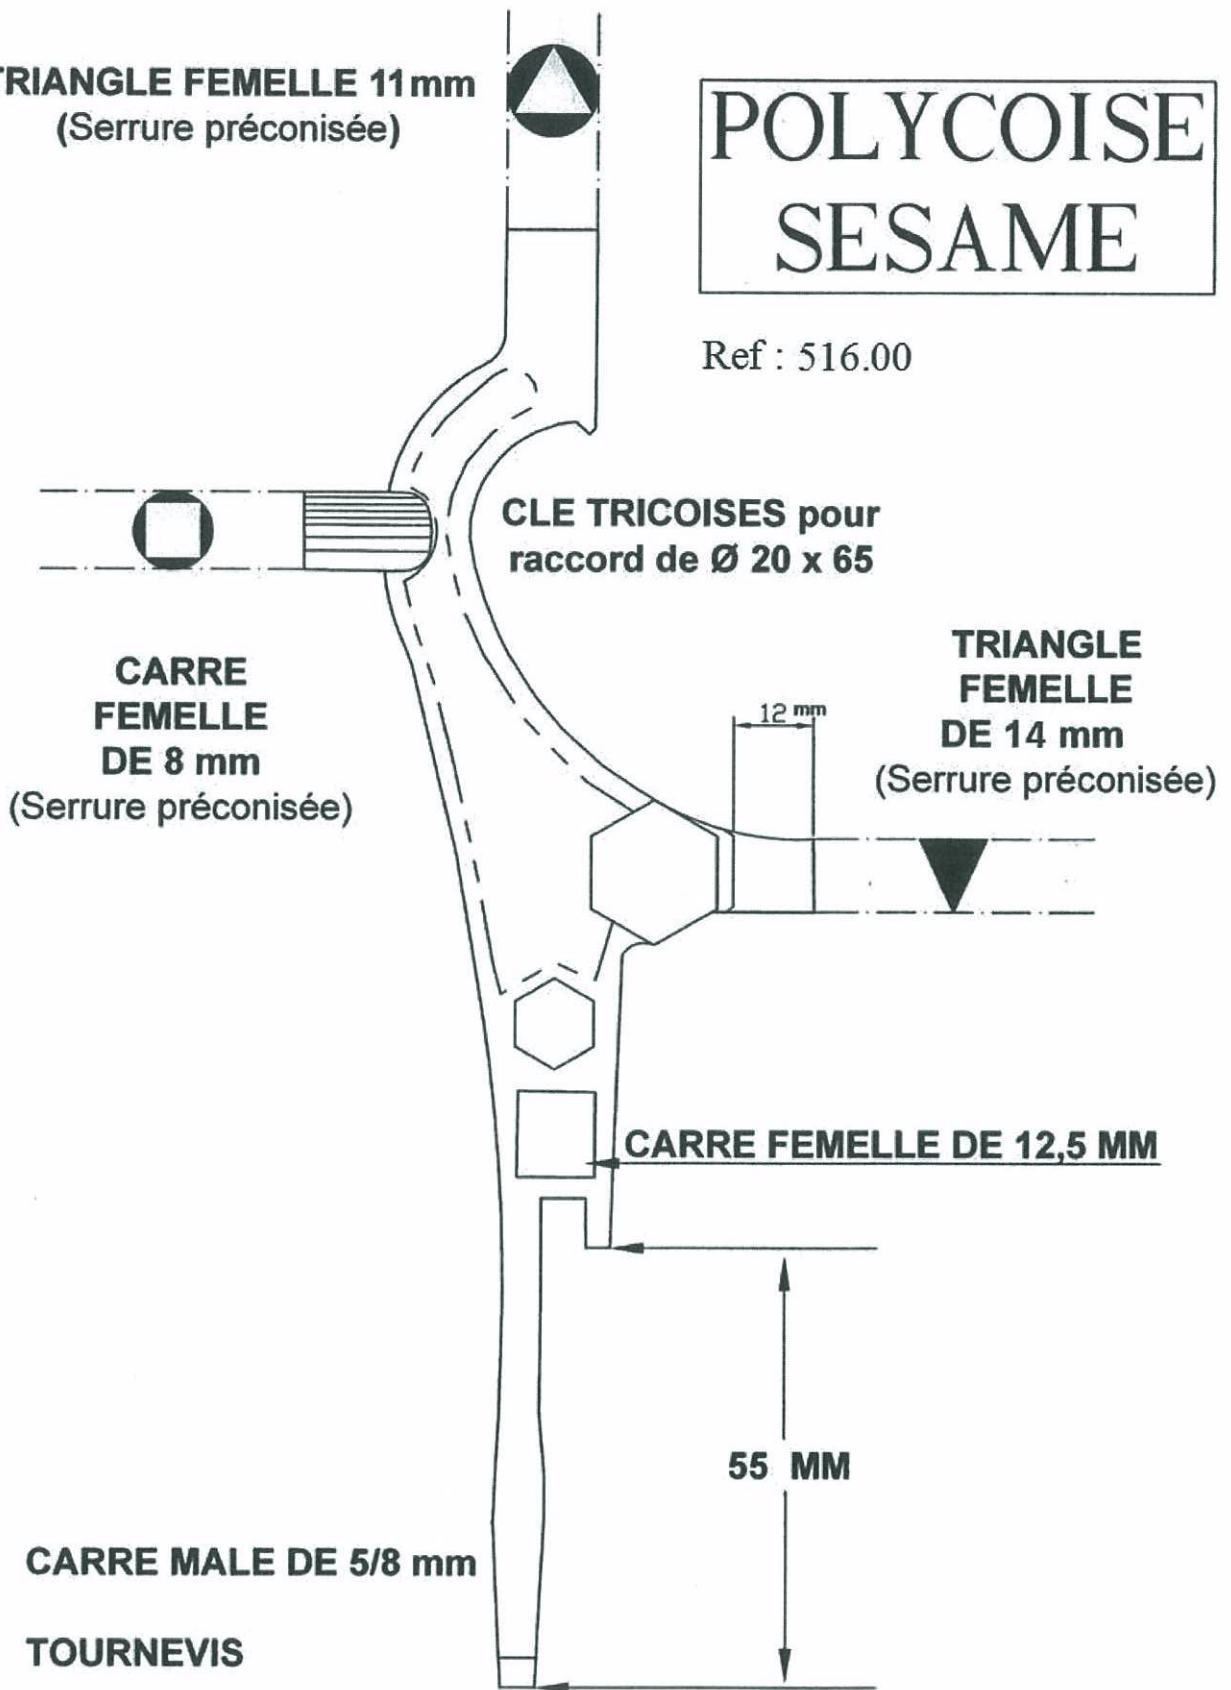 TRIANGLE FEMELLE 11mm
(Serrure préconisée)
POLYCOISE
SESAME
Ref : 516.00
CLE TRICOISES pour
raccord de Ø 20 x 65
CARRE
FEMELLE
DE 8 mm
(Serrure préconisée)
12 mm
TRIANGLE
FEMELLE
DE 14 mm
(Serrure préconisée)
CARRE FEMELLE DE 12,5 MM
55 MM
CARRE MALE DE 5/8 mm
TOURNEVIS